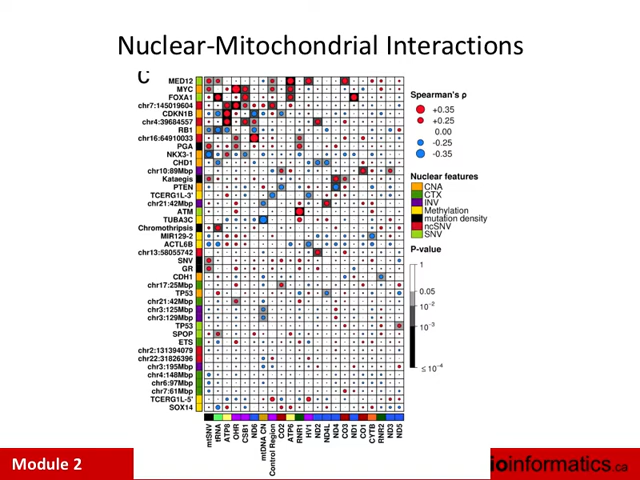 Nuclear-Mitochondrial Interactions
C
MED12
MYC
FOXA1
chr7:145019604
CDKN1B
chr4:39684557
RB1
chr16:64910033
PGA
NKX3-1
CHD1
chr10:89Mbp
Kataegis
PTEN
TCERG1L-3'
chr21:42Mbp
ATM
TUBA3C
Chromothripsis
MIR129-2
ACTL6B
chr13:58055742
SNV
GR
CDH1
chr17:25Mbp
TP53
chr21:42Mbp
chr3:125Mbp
chr3:129Mbp
TP53
SPOP
ETS
chr2:131394079
chr22:31826396
chr3:195Mbp
chr4:148Mbp
chr6:97Mbp
chr7:61Mbp
TCERG1L-5'
SOX14
mtSNV
tRNA
ATP8
OHR
CSB1
ND6
mtDNA CN
Control Region
CO2
ATP6
RNR1
HV1
ND2
ND4L
ND4
CO3
ND1
CO1
CYTB
RNR2
ND3
ND5
Spearman's ρ
+0.35
+0.25
0.00
-0.25
-0.35
Nuclear features
CNA
CTX
INV
Methylation
mutation density
ncSNV
SNV
P-value
1
0.05
10⁻²
10⁻³
≤10⁻⁴
Module 2
ioinformatics.ca